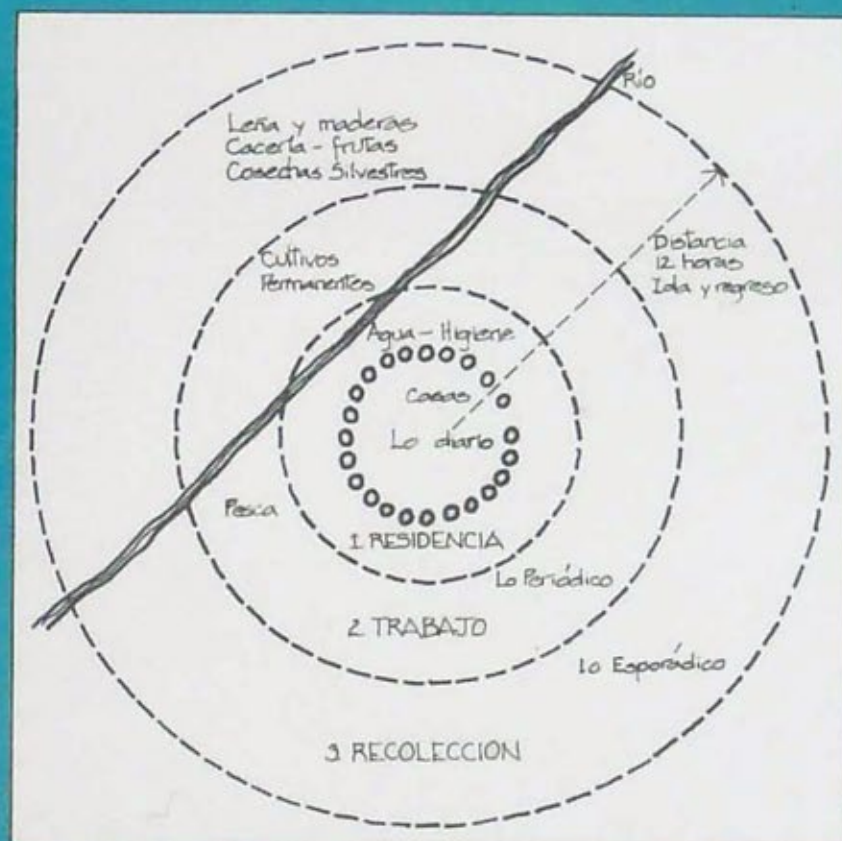 Río
Leña y maderas
Cacería - frutas
Cosechas Silvestres
Distancia
12 horas
Ida y regreso
Cultivos
Permanentes
Agua - Higiene
Casas
Lo diario
Pesca
1 RESIDENCIA
Lo Periódico
2 TRABAJO
Lo Esporádico
3 RECOLECCION